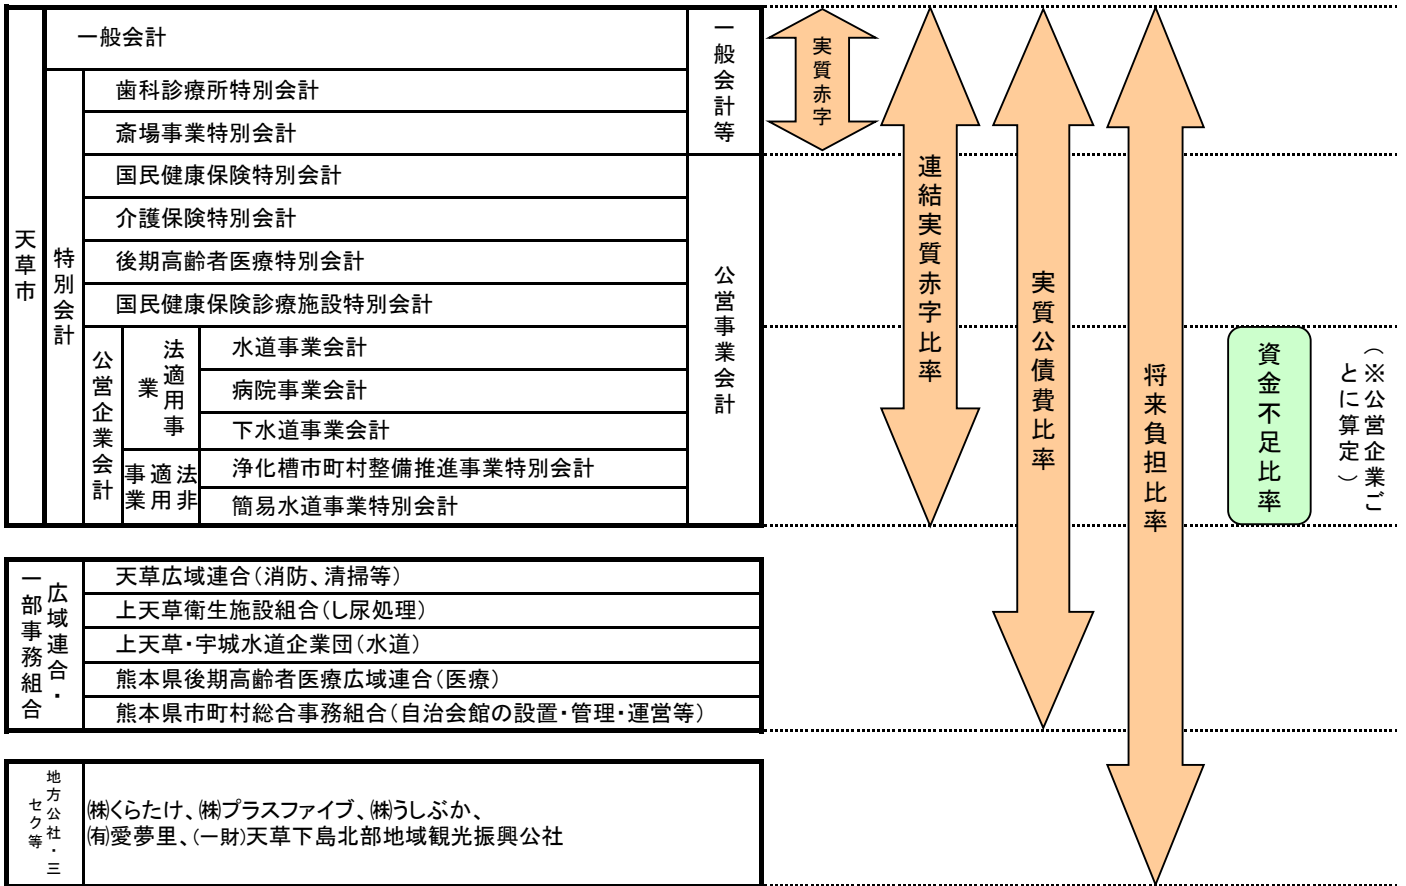 天草市
一般会計
特別会計
歯科診療所特別会計
斎場事業特別会計
国民健康保険特別会計
介護保険特別会計
後期高齢者医療特別会計
国民健康保険診療施設特別会計
公営企業会計
法適用事業
水道事業会計
病院事業会計
下水道事業会計
法非適用事業
浄化槽市町村整備推進事業特別会計
簡易水道事業特別会計
一般会計等
公営事業会計
実質赤字
連結実質赤字比率
実質公債費比率
将来負担比率
資金不足比率
（※公営企業ご
とに算定）
広域連合・
一部事務組合
天草広域連合（消防、清掃等）
上天草衛生施設組合（し尿処理）
上天草・宇城水道企業団（水道）
熊本県後期高齢者医療広域連合（医療）
熊本県市町村総合事務組合（自治会館の設置・管理・運営等）
地方公社・三
セク等
㈱くらたけ、㈱プラスファイブ、㈱うしぶか、
㈲愛夢里、（一財）天草下島北部地域観光振興公社